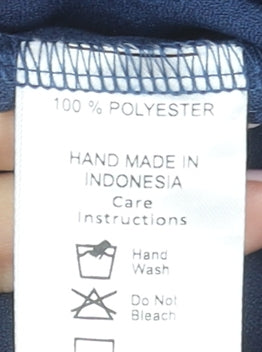 100 % POLYESTER
HAND MADE IN
INDONESIA
Care
Instructions
Hand
Wash
Do Not
Bleach